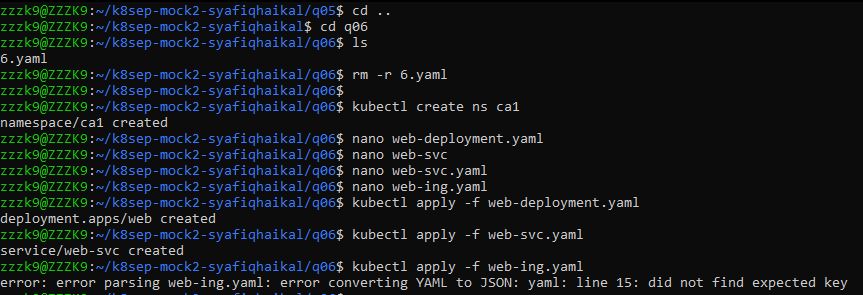 zzzk9@ZZZK9:~/k8sep-mock2-syafiqhaikal/q05$ cd ..
zzzk9@ZZZK9:~/k8sep-mock2-syafiqhaikal$ cd q06
zzzk9@ZZZK9:~/k8sep-mock2-syafiqhaikal/q06$ ls
6.yaml
zzzk9@ZZZK9:~/k8sep-mock2-syafiqhaikal/q06$ rm -r 6.yaml
zzzk9@ZZZK9:~/k8sep-mock2-syafiqhaikal/q06$
zzzk9@ZZZK9:~/k8sep-mock2-syafiqhaikal/q06$ kubectl create ns ca1
namespace/ca1 created
zzzk9@ZZZK9:~/k8sep-mock2-syafiqhaikal/q06$ nano web-deployment.yaml
zzzk9@ZZZK9:~/k8sep-mock2-syafiqhaikal/q06$ nano web-svc
zzzk9@ZZZK9:~/k8sep-mock2-syafiqhaikal/q06$ nano web-svc.yaml
zzzk9@ZZZK9:~/k8sep-mock2-syafiqhaikal/q06$ nano web-ing.yaml
zzzk9@ZZZK9:~/k8sep-mock2-syafiqhaikal/q06$ kubectl apply -f web-deployment.yaml
deployment.apps/web created
zzzk9@ZZZK9:~/k8sep-mock2-syafiqhaikal/q06$ kubectl apply -f web-svc.yaml
service/web-svc created
zzzk9@ZZZK9:~/k8sep-mock2-syafiqhaikal/q06$ kubectl apply -f web-ing.yaml
error: error parsing web-ing.yaml: error converting YAML to JSON: yaml: line 15: did not find expected key
zzzk9@ZZZK9:~/k8sep-mock2-syafiqhaikal/q06$